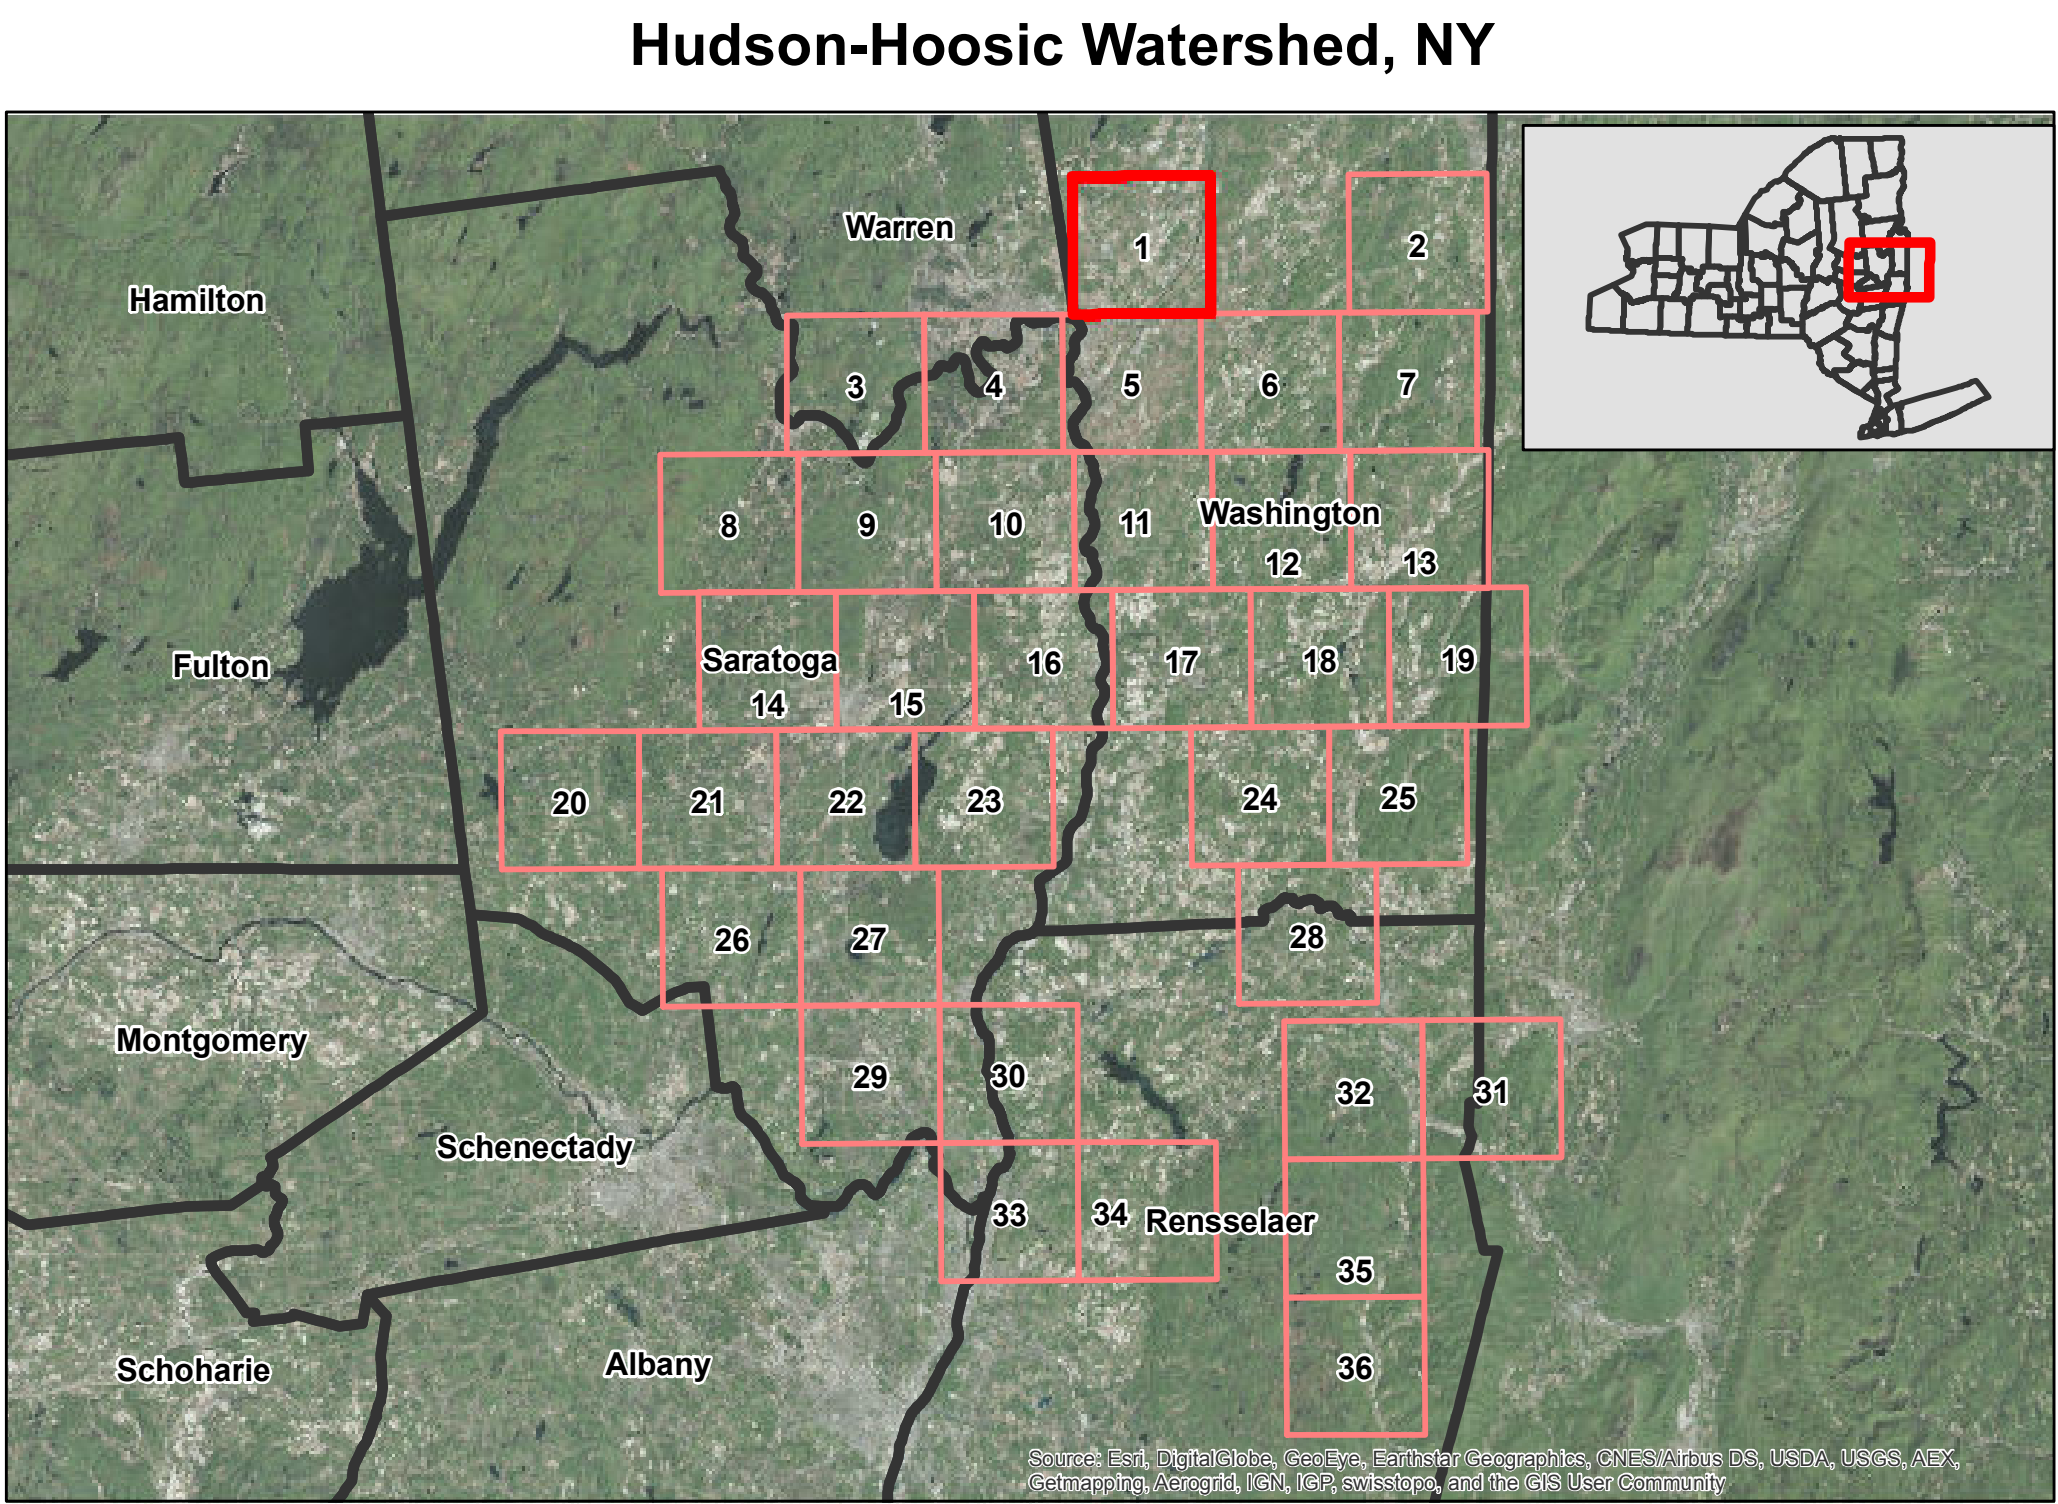 Hudson-Hoosic Watershed, NY
Warren
1
2
Hamilton
3
4
5
6
7
8
9
10
11
Washington
12
13
Fulton
Saratoga
14
15
16
17
18
19
20
21
22
23
24
25
26
27
28
Montgomery
29
30
32
31
Schenectady
33
34
Rensselaer
35
Schoharie
Albany
36
Source: Esri, DigitalGlobe, GeoEye, Earthstar Geographics, CNES/Airbus DS, USDA, USGS, AEX,
Getmapping, Aerogrid, IGN, IGP, swisstopo, and the GIS User Community